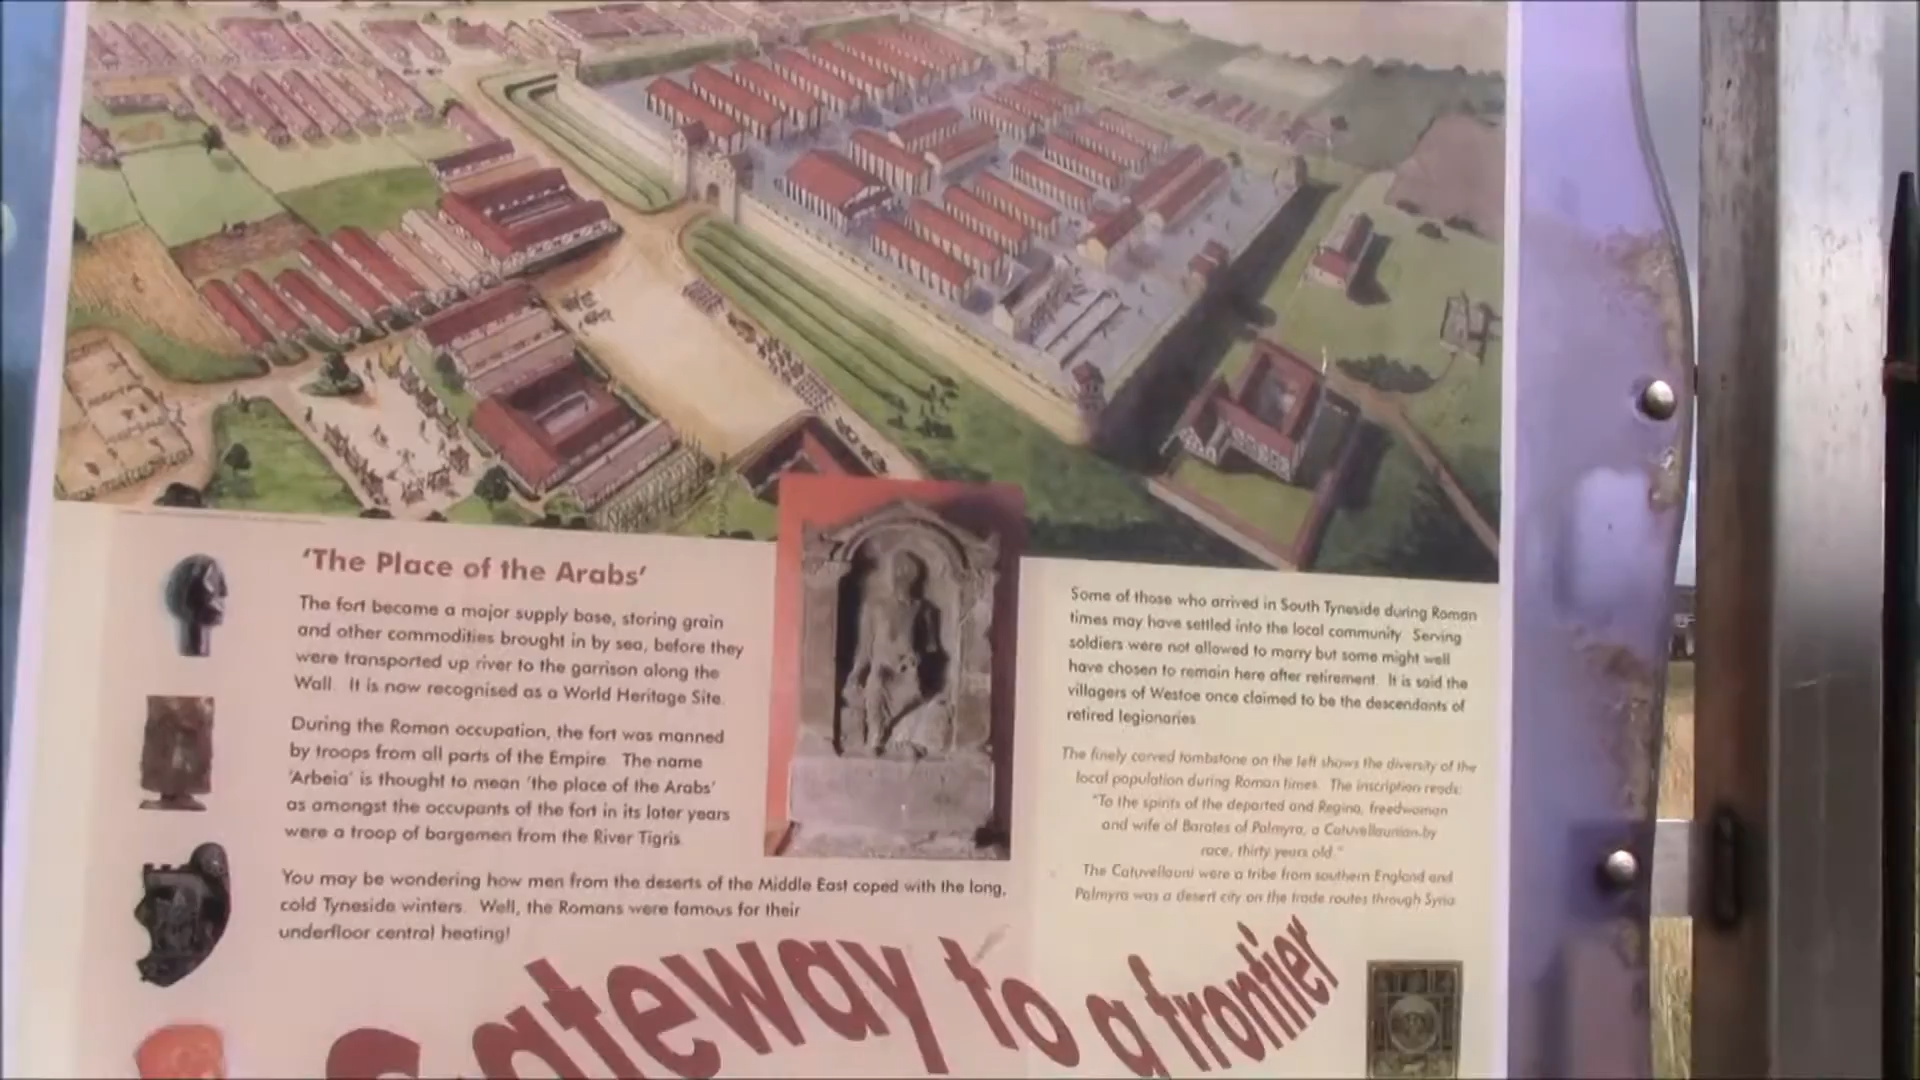 'The Place of the Arabs'
The fort became a major supply base, storing grain
and other commodities brought in by sea, before they
were transported up river to the garrison along the
Wall. It is now recognised as a World Heritage Site.
During the Roman occupation, the fort was manned
by troops from all parts of the Empire. The name
'Arbeia' is thought to mean 'the place of the Arabs'
as amongst the occupants of the fort in its later years
were a troop of bargemen from the River Tigris.
You may be wondering how men from the deserts of the Middle East coped with the long,
cold Tyneside winters. Well, the Romans were famous for their
underfloor central heating!
Some of those who arrived in South Tyneside during Roman
times may have settled into the local community. Serving
soldiers were not allowed to marry but some might well
have chosen to remain here after retirement. It is said the
villagers of Westoe once claimed to be the descendants of
retired legionaries.
The finely carved tombstone on the left shows the diversity of the
local population during Roman times. The inscription reads:
"To the spirits of the departed and Regina, freedwoman
and wife of Barates of Palmyra, a Catuvellaunian by
race, thirty years old."
The Catuvellauni were a tribe from southern England and
Palmyra was a desert city on the trade routes through Syria.
Gateway to a frontier